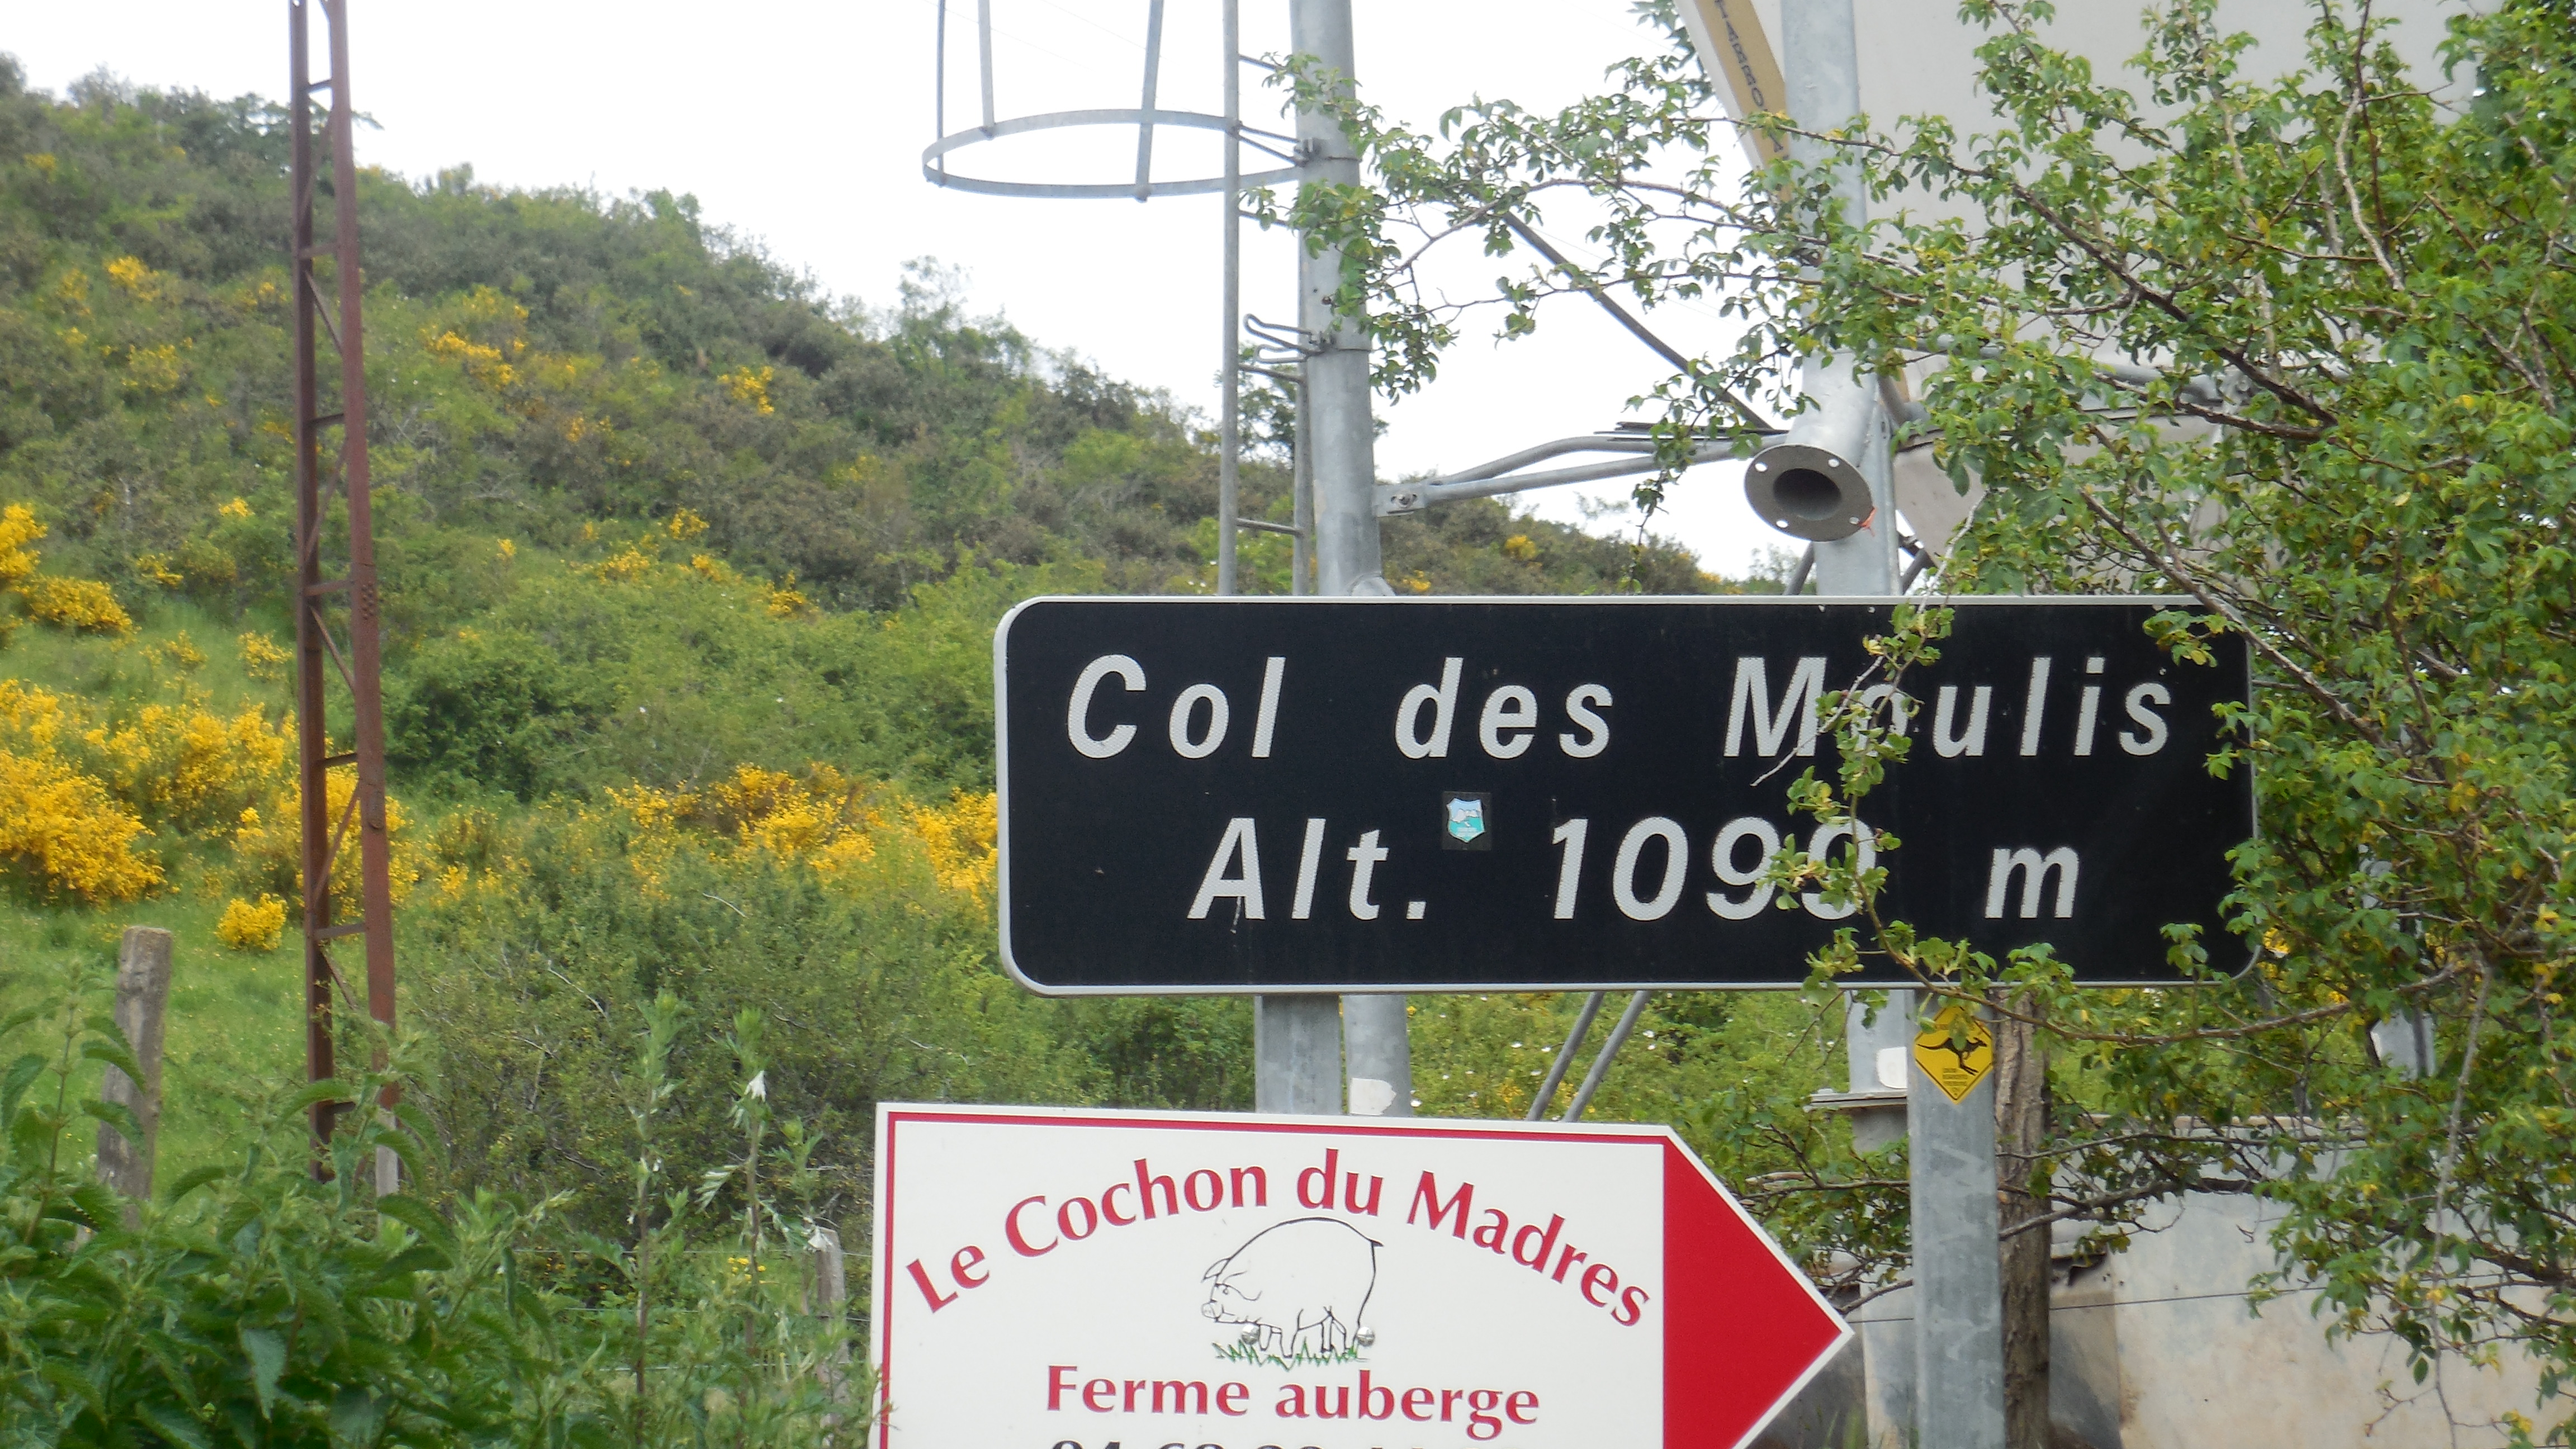 Col des Moulis
Alt. 1099 m
Le Cochon du Madres
Ferme auberge